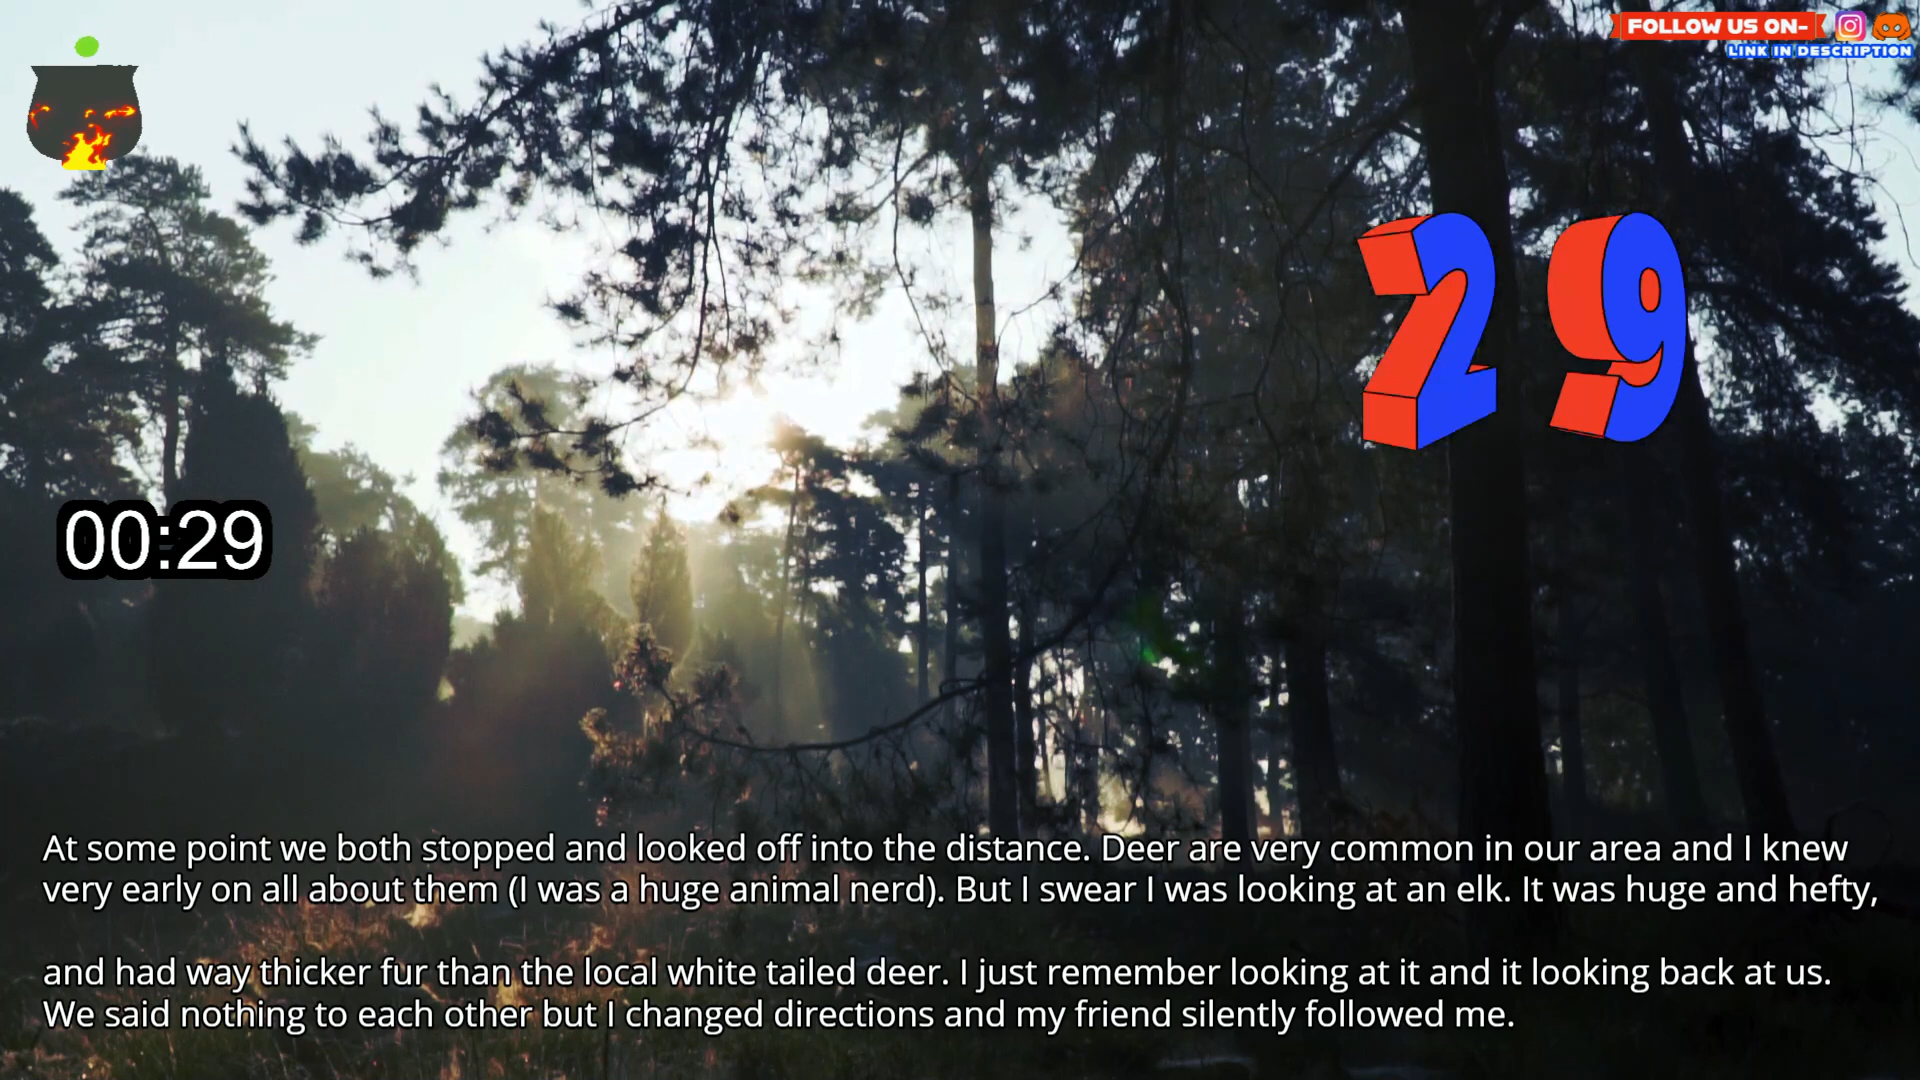 FOLLOW US ON-
LINK IN DESCRIPTION
29
00:29
At some point we both stopped and looked off into the distance. Deer are very common in our area and I knew
very early on all about them (I was a huge animal nerd). But I swear I was looking at an elk. It was huge and hefty,
and had way thicker fur than the local white tailed deer. I just remember looking at it and it looking back at us.
We said nothing to each other but I changed directions and my friend silently followed me.